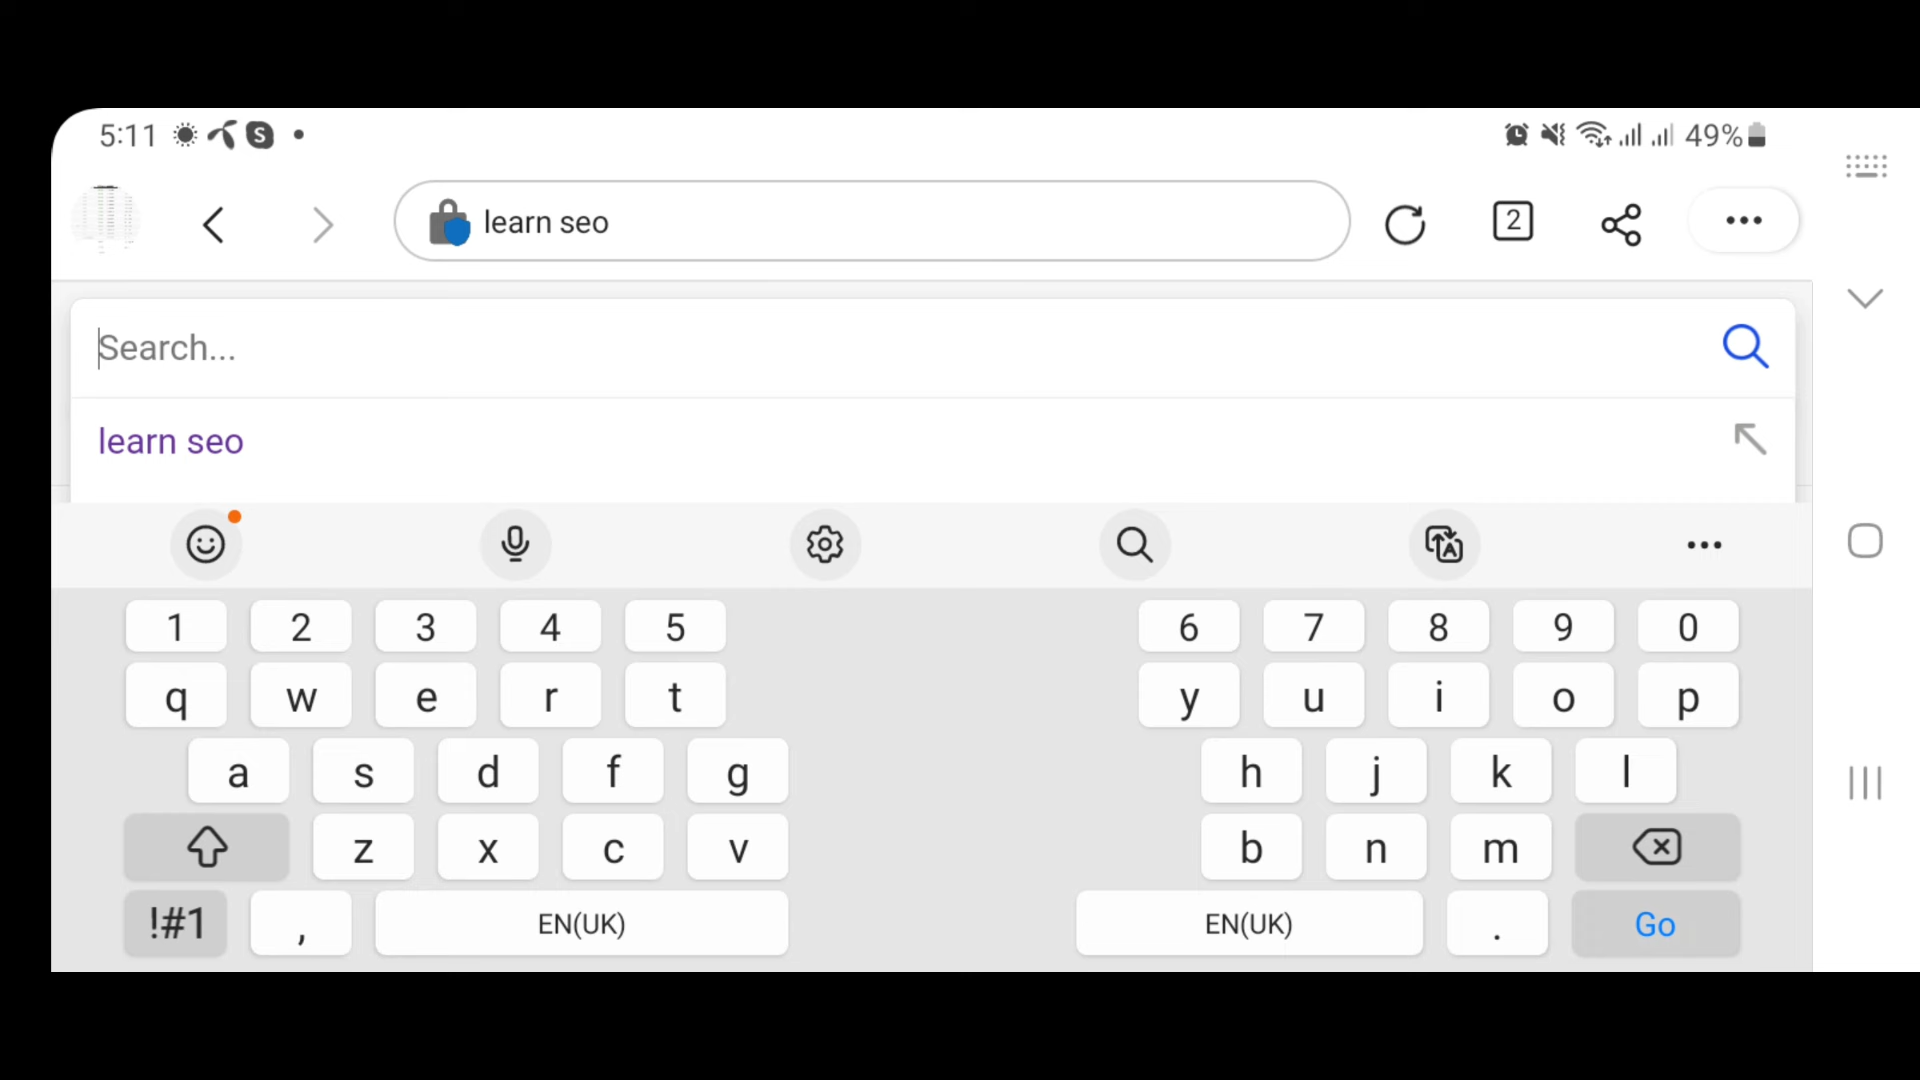 5:11 S 49%
learn seo 2
Search...
learn seo
1 2 3 4 5 6 7 8 9 0
q w e r t y u i o p
a s d f g h j k l
z x c v b n m
!#1 , EN(UK) EN(UK) . Go